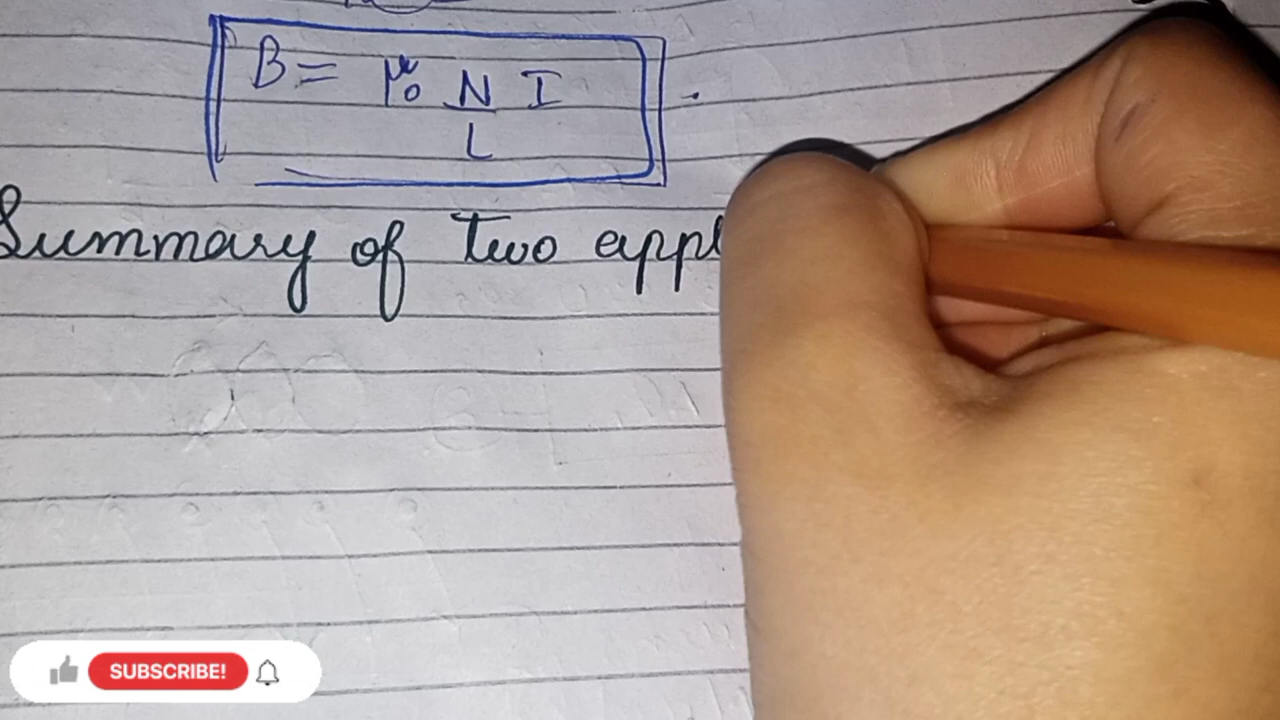 B = μ₀ N I
L
Summary of two appl
SUBSCRIBE!